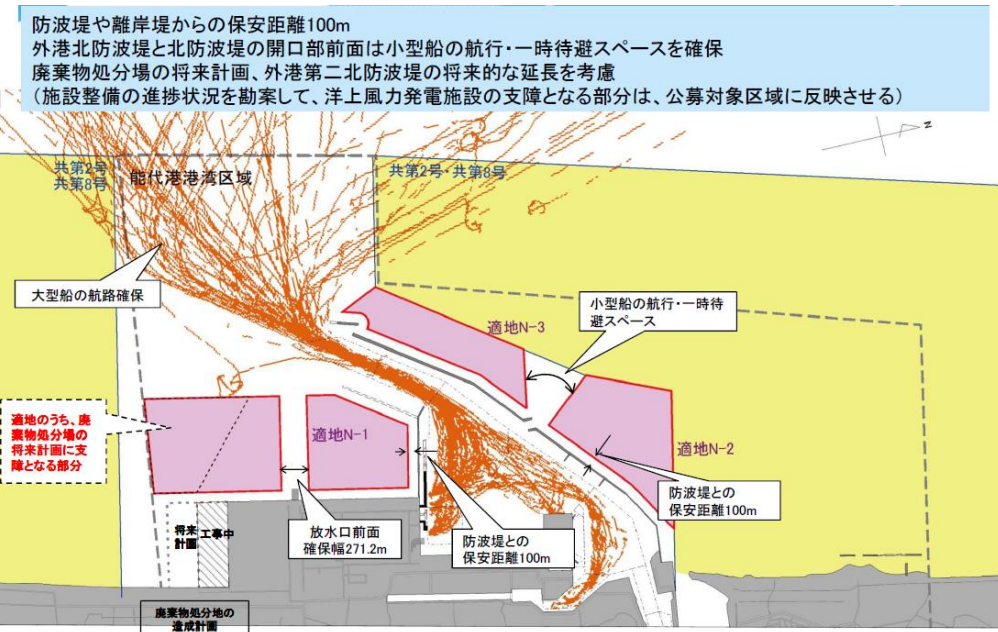 防波堤や離岸堤からの保安距離100m
外港北防波堤と北防波堤の開口部前面は小型船の航行・一時待避スペースを確保
廃棄物処分場の将来計画、外港第二北防波堤の将来的な延長を考慮
（施設整備の進捗状況を勘案して、洋上風力発電施設の支障となる部分は、公募対象区域に反映させる）
N
共第2号
共第8号
能代港港湾区域
共第2号・共第8号
大型船の航路確保
小型船の航行・一時待
避スペース
適地N-3
適地のうち、廃
棄物処分場の
将来計画に支
障となる部分
適地N-1
適地N-2
防波堤との
保安距離100m
放水口前面
確保幅271.2m
防波堤との
保安距離100m
将来
計画
工事中
廃棄物処分地の
造成計画